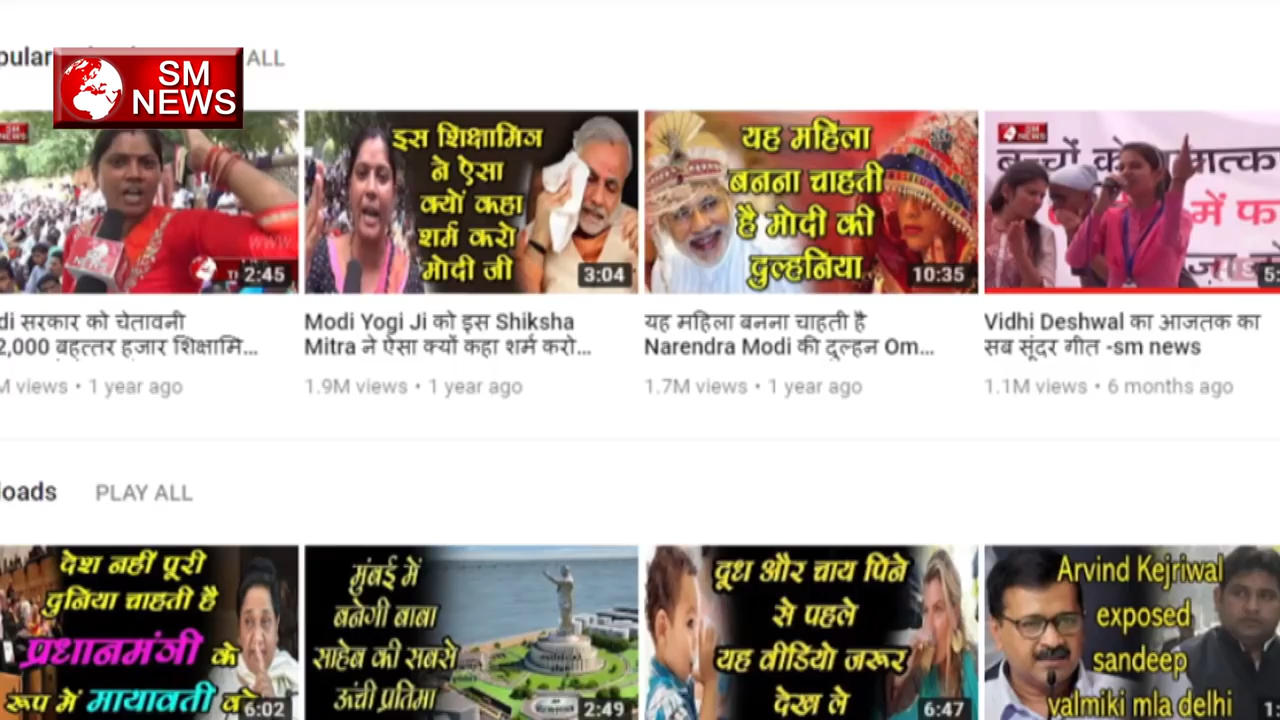 SM
NEWS
ALL
SM
NEWS
2:45
इस शिक्षामित्र
ने ऐसा
क्यों कहा
शर्म करो
मोदी जी
3:04
यह महिला
बनना चाहती
है मोदी की
दुल्हनिया
10:35
SM
NEWS
में
सरकार को चेतावनी
2,000 बहत्तर हजार शिक्षामि...
M views • 1 year ago
Modi Yogi Ji को इस Shiksha
Mitra ने ऐसा क्यों कहा शर्म करो...
1.9M views • 1 year ago
यह महिला बनना चाहती है
Narendra Modi की दुल्हन Om...
1.7M views • 1 year ago
Vidhi Deshwal का आजतक का
सब सूंदर गीत -sm news
1.1M views • 6 months ago
PLAY ALL
देश नहीं पूरी
दुनिया चाहती है
प्रधानमंत्री के
रूप में मायावती
6:02
मुंबई में
बनेगी बाबा
साहेब की सबसे
ऊंची प्रतिमा
2:49
दूध और चाय पिने
से पहले
यह वीडियो जरूर
देख ले
6:47
Arvind Kejriwal
exposed
sandeep
valmiki mla delhi